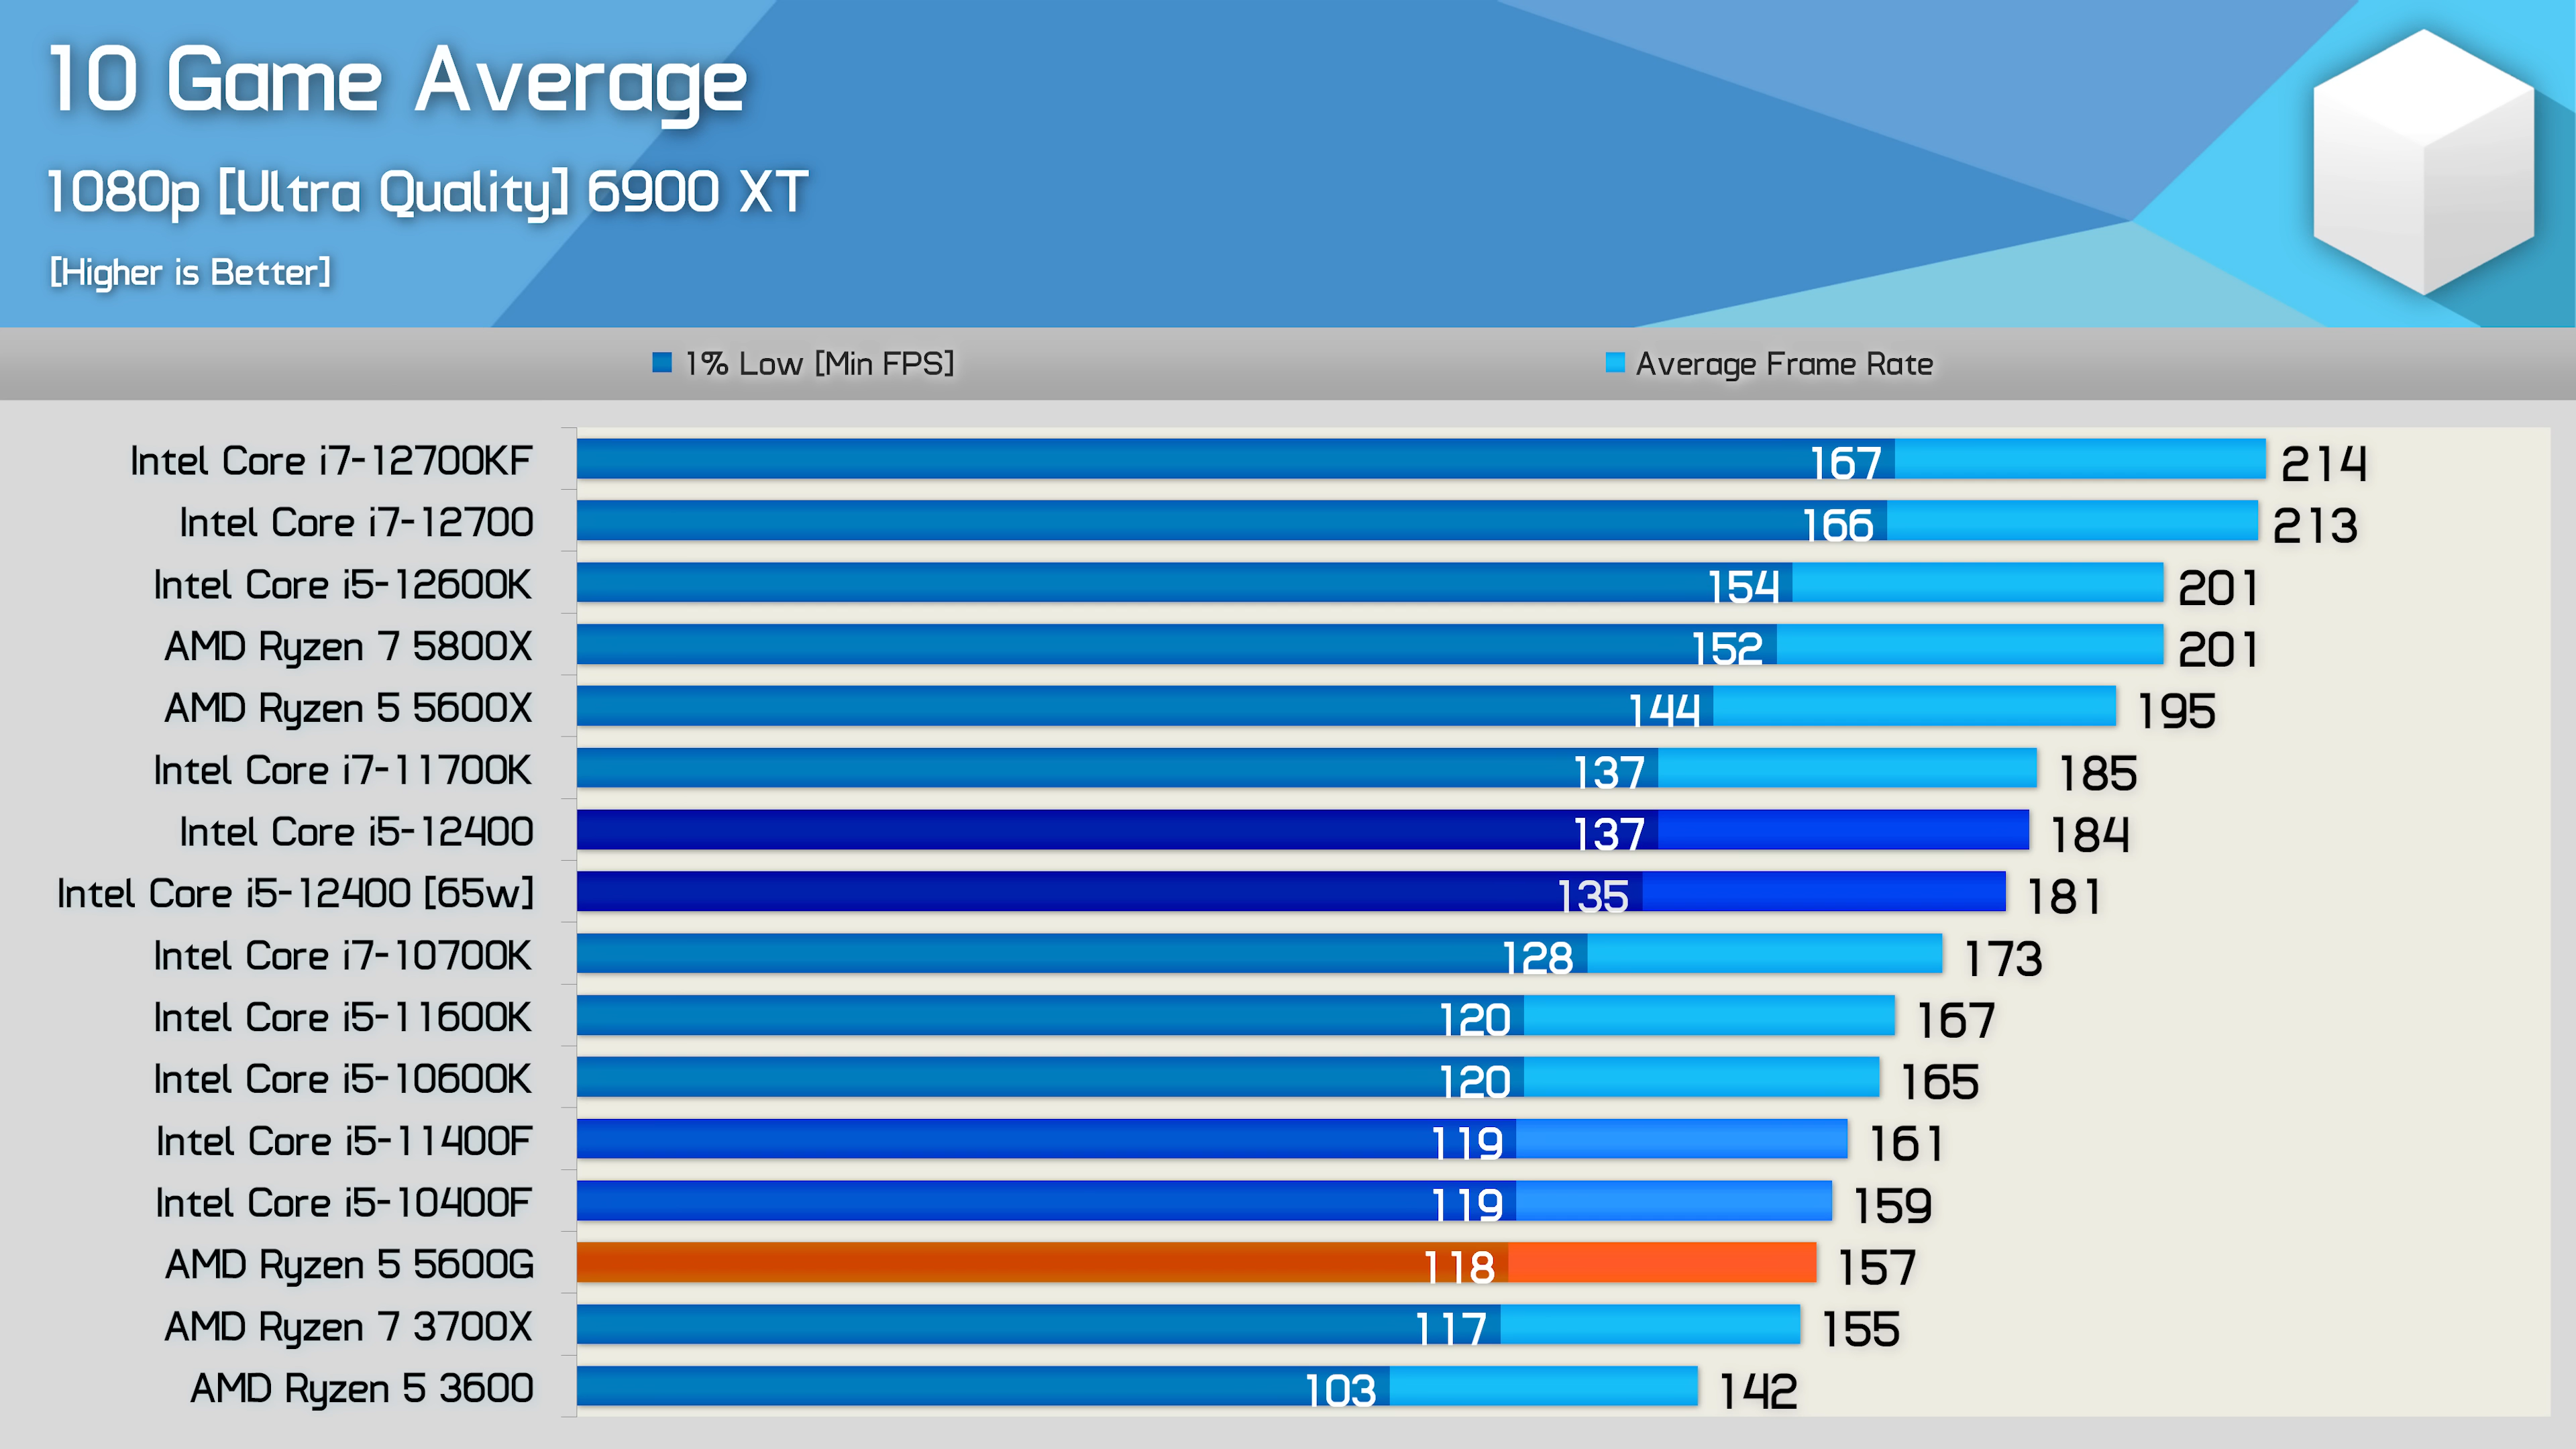 10 Game Average
1080p [Ultra Quality] 6900 XT
[Higher is Better]
1% Low [Min FPS] Average Frame Rate
Intel Core i7-12700KF 167 214
Intel Core i7-12700 166 213
Intel Core i5-12600K 154 201
AMD Ryzen 7 5800X 152 201
AMD Ryzen 5 5600X 144 195
Intel Core i7-11700K 137 185
Intel Core i5-12400 137 184
Intel Core i5-12400 [65w] 135 181
Intel Core i7-10700K 128 173
Intel Core i5-11600K 120 167
Intel Core i5-10600K 120 165
Intel Core i5-11400F 119 161
Intel Core i5-10400F 119 159
AMD Ryzen 5 5600G 118 157
AMD Ryzen 7 3700X 117 155
AMD Ryzen 5 3600 103 142